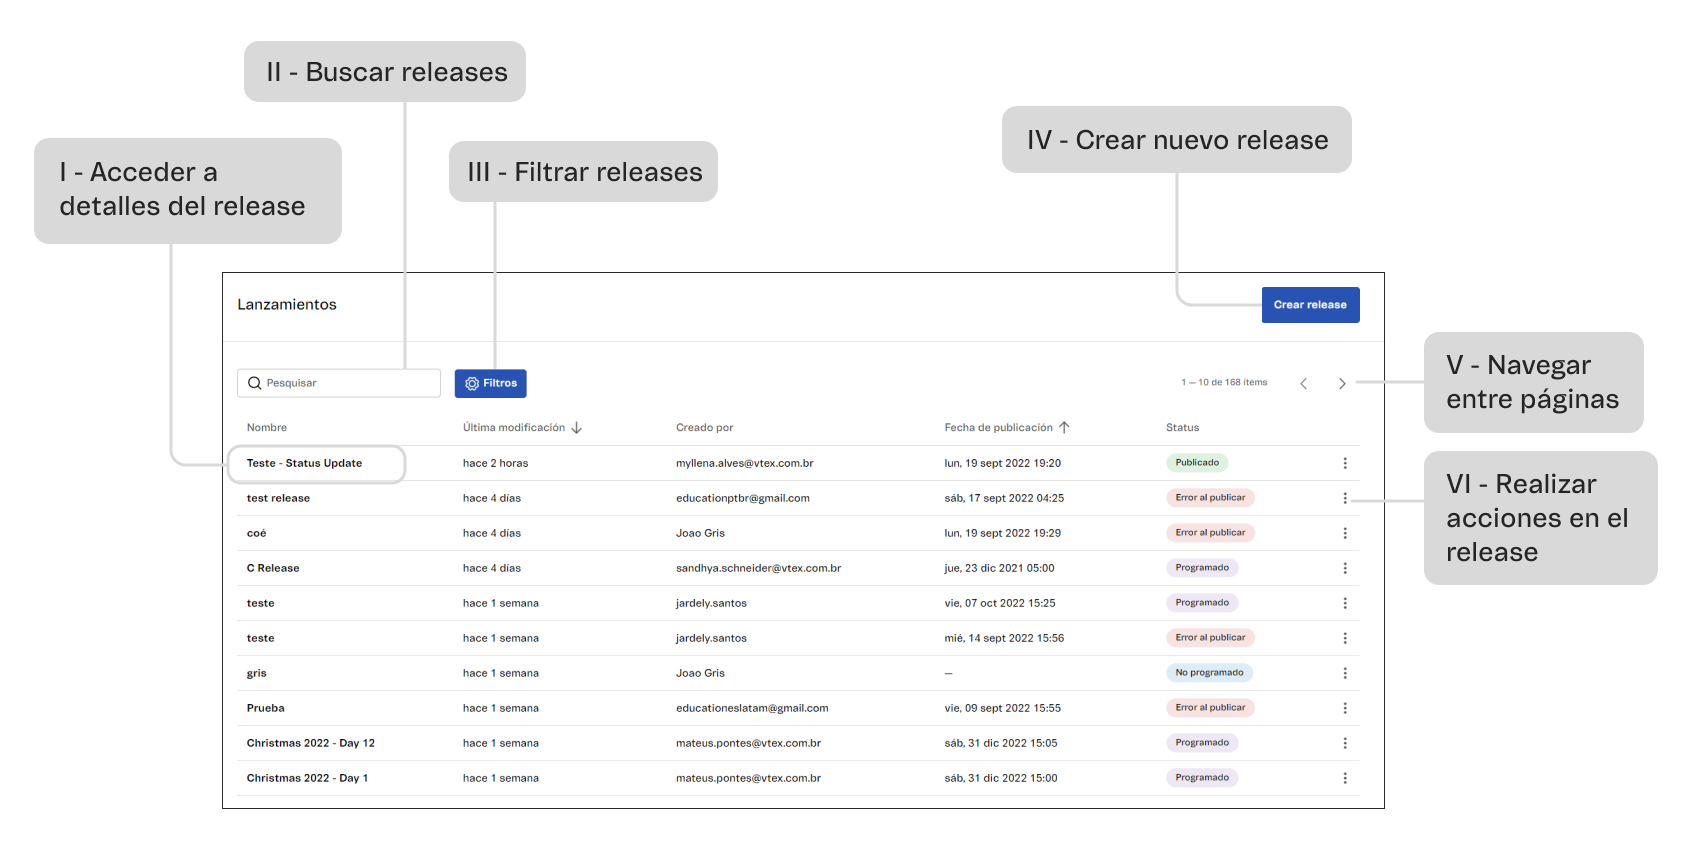 II - Buscar releases
IV - Crear nuevo release
I - Acceder a
detalles del release
III - Filtrar releases
Lanzamientos
Crear release
V - Navegar
entre páginas
Pesquisar
Filtros
1 – 10 de 168 ítems
Nombre Última modificación Creado por Fecha de publicación Status
Teste - Status Update hace 2 horas myllena.alves@vtex.com.br lun, 19 sept 2022 19:20 Publicado
VI - Realizar
acciones en el
release
test release hace 4 días educationptbr@gmail.com sáb, 17 sept 2022 04:25 Error al publicar
coé hace 4 días Joao Gris lun, 19 sept 2022 19:29 Error al publicar
C Release hace 4 días sandhya.schneider@vtex.com.br jue, 23 dic 2021 05:00 Programado
teste hace 1 semana jardely.santos vie, 07 oct 2022 15:25 Programado
teste hace 1 semana jardely.santos mié, 14 sept 2022 15:56 Error al publicar
gris hace 1 semana Joao Gris — No programado
Prueba hace 1 semana educationeslatam@gmail.com vie, 09 sept 2022 15:55 Error al publicar
Christmas 2022 - Day 12 hace 1 semana mateus.pontes@vtex.com.br sáb, 31 dic 2022 15:05 Programado
Christmas 2022 - Day 1 hace 1 semana mateus.pontes@vtex.com.br sáb, 31 dic 2022 15:00 Programado